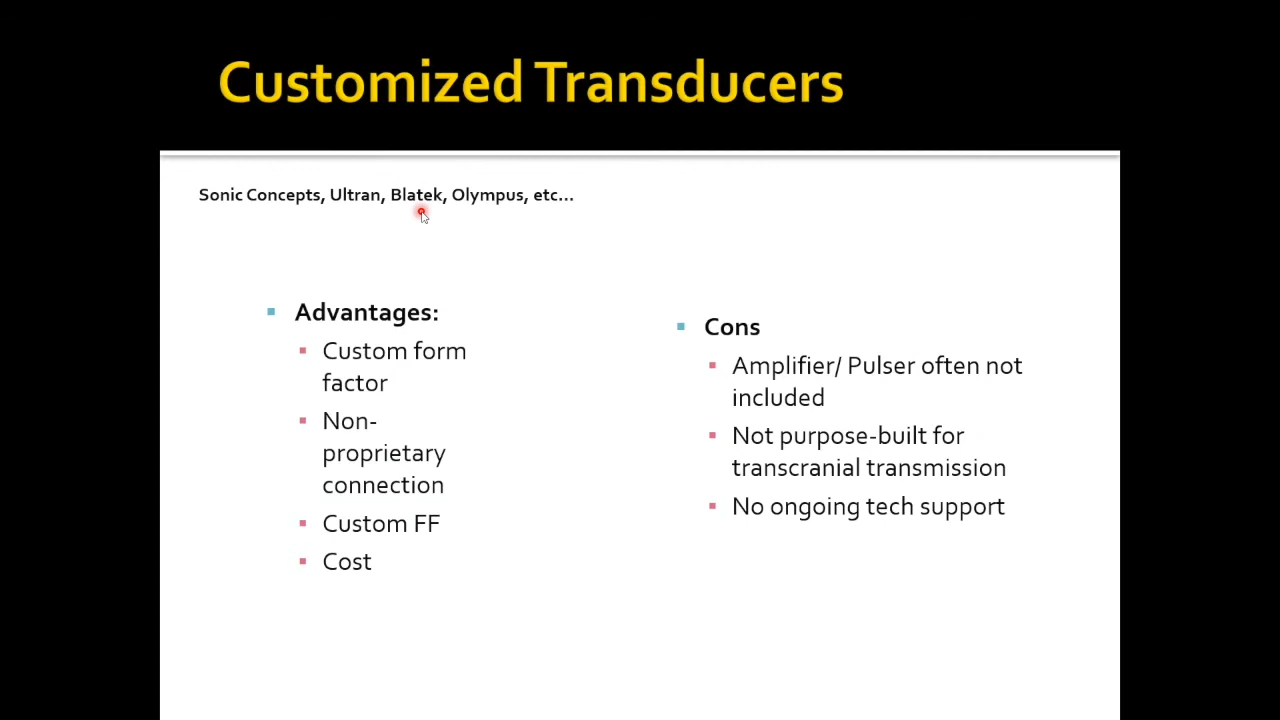 Customized Transducers
Sonic Concepts, Ultran, Blatek, Olympus, etc...
Advantages:
Custom form
factor
Non-
proprietary
connection
Custom FF
Cost
Cons
Amplifier/ Pulser often not
included
Not purpose-built for
transcranial transmission
No ongoing tech support